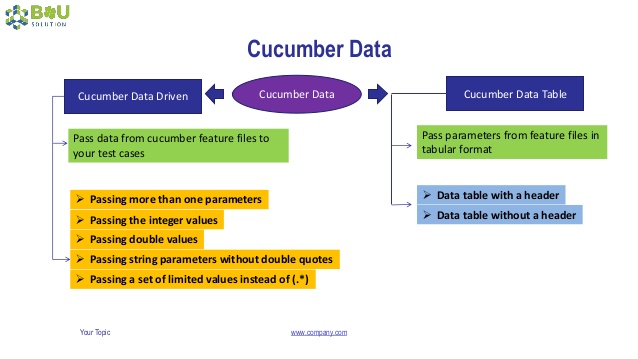 B U
SOLUTION
Cucumber Data
Cucumber Data Driven
Cucumber Data
Cucumber Data Table
Pass data from cucumber feature files to
your test cases
Pass parameters from feature files in
tabular format
➢ Passing more than one parameters
➢ Passing the integer values
➢ Passing double values
➢ Passing string parameters without double quotes
➢ Passing a set of limited values instead of (.*)
➢ Data table with a header
➢ Data table without a header
Your Topic
www.company.com